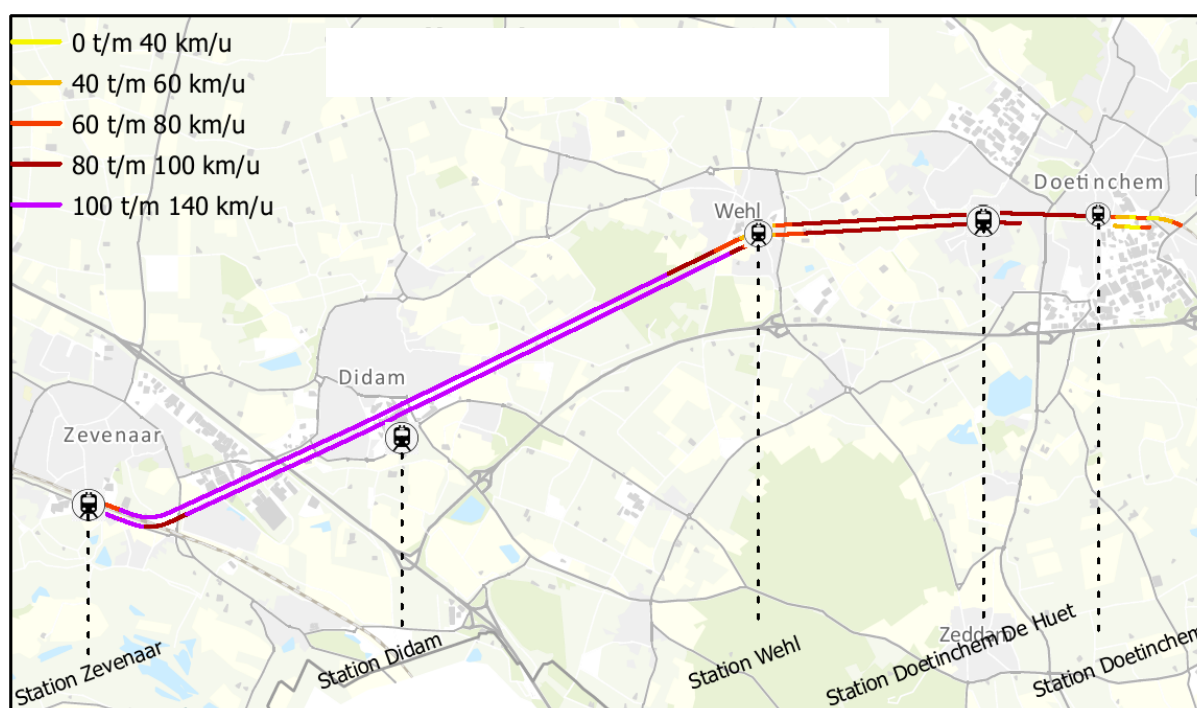 0 t/m 40 km/u
40 t/m 60 km/u
60 t/m 80 km/u
80 t/m 100 km/u
100 t/m 140 km/u
Doetinchem
Wehl
Didam
Zevenaar
Zeddam
Station Zevenaar
Station Didam
Station Wehl
Station Doetinchem De Huet
Station Doetinchem